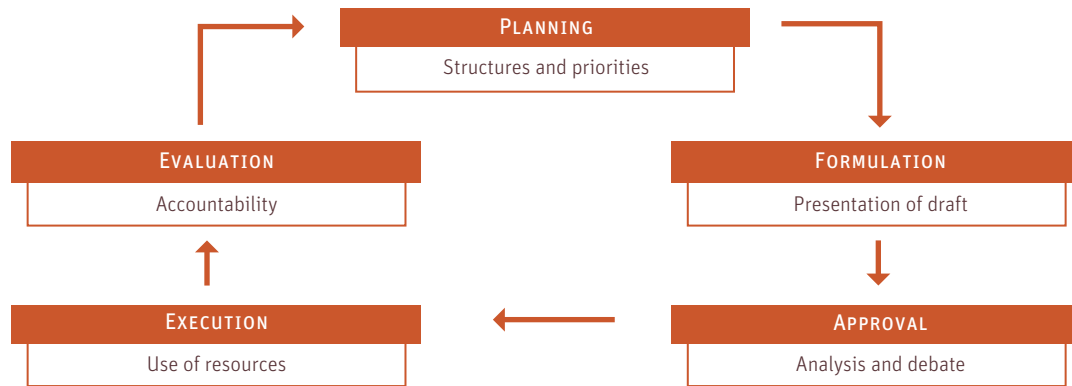 PLANNING
Structures and priorities
EVALUATION
Accountability
FORMULATION
Presentation of draft
EXECUTION
Use of resources
APPROVAL
Analysis and debate